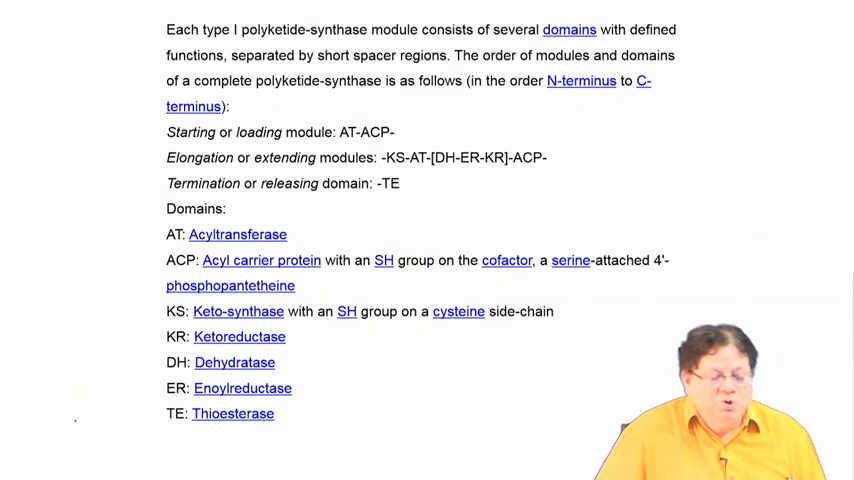 Each type I polyketide-synthase module consists of several domains with defined
functions, separated by short spacer regions. The order of modules and domains
of a complete polyketide-synthase is as follows (in the order N-terminus to C-
terminus):
Starting or loading module: AT-ACP-
Elongation or extending modules: -KS-AT-[DH-ER-KR]-ACP-
Termination or releasing domain: -TE
Domains:
AT: Acyltransferase
ACP: Acyl carrier protein with an SH group on the cofactor, a serine-attached 4'-
phosphopantetheine
KS: Keto-synthase with an SH group on a cysteine side-chain
KR: Ketoreductase
DH: Dehydratase
ER: Enoylreductase
TE: Thioesterase